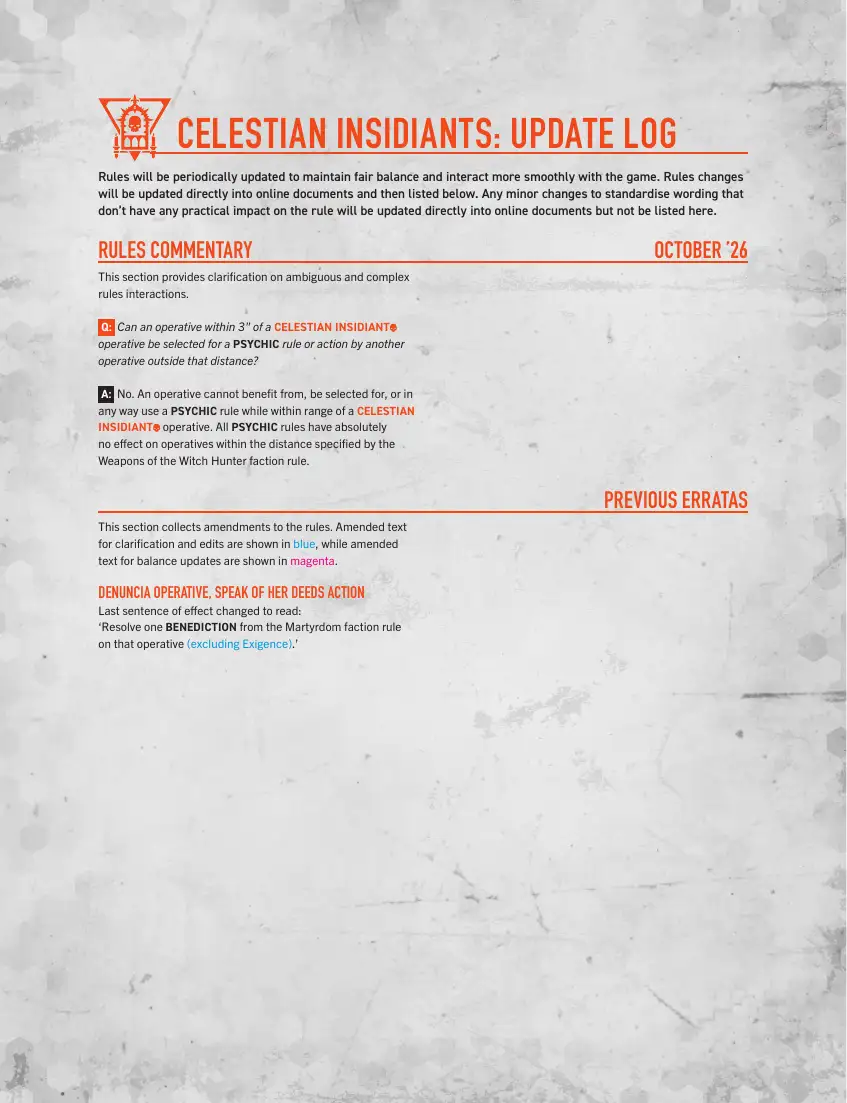 CELESTIAN INSIDIANTS: UPDATE LOG
Rules will be periodically updated to maintain fair balance and interact more smoothly with the game. Rules changes
will be updated directly into online documents and then listed below. Any minor changes to standardise wording that
don’t have any practical impact on the rule will be updated directly into online documents but not be listed here.
RULES COMMENTARY
OCTOBER ’26
This section provides clarification on ambiguous and complex
rules interactions.
Q: Can an operative within 3" of a CELESTIAN INSIDIANT
operative be selected for a PSYCHIC rule or action by another
operative outside that distance?
A: No. An operative cannot benefit from, be selected for, or in
any way use a PSYCHIC rule while within range of a CELESTIAN
INSIDIANT operative. All PSYCHIC rules have absolutely
no effect on operatives within the distance specified by the
Weapons of the Witch Hunter faction rule.
PREVIOUS ERRATAS
This section collects amendments to the rules. Amended text
for clarification and edits are shown in blue, while amended
text for balance updates are shown in magenta.
DENUNCIA OPERATIVE, SPEAK OF HER DEEDS ACTION
Last sentence of effect changed to read:
‘Resolve one BENEDICTION from the Martyrdom faction rule
on that operative (excluding Exigence).’